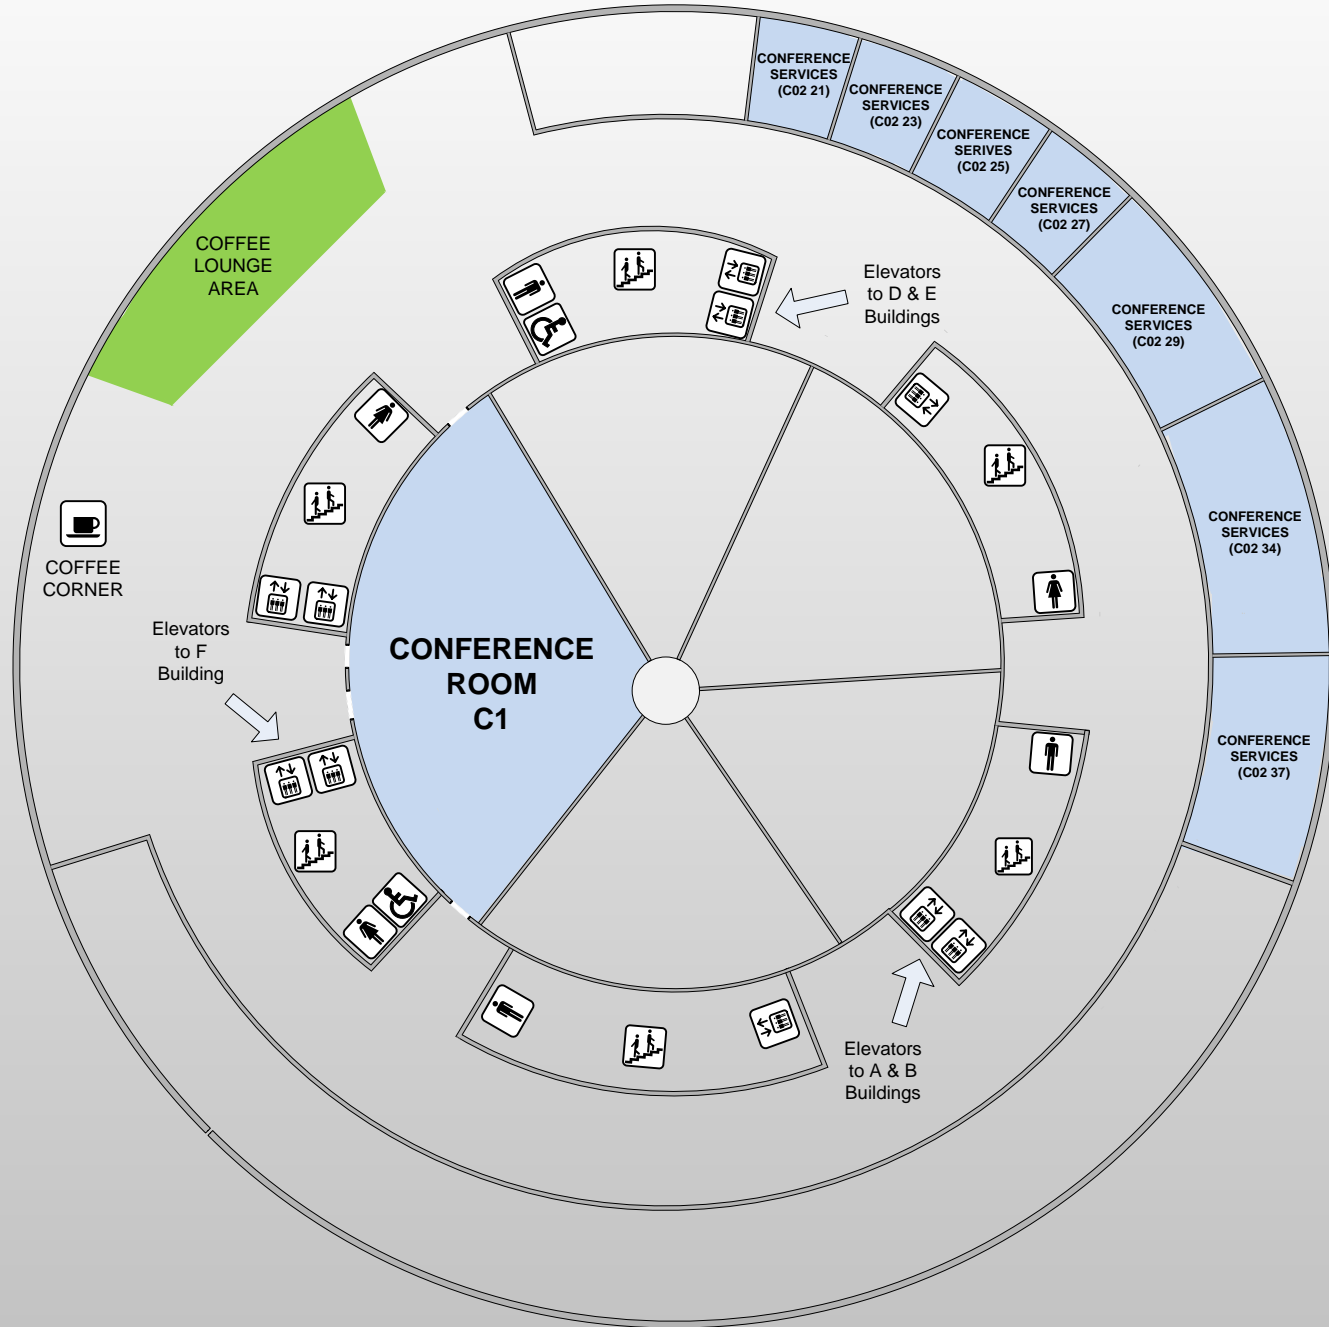 CONFERENCE
SERVICES
(C02 21)
CONFERENCE
SERVICES
(C02 23)
CONFERENCE
SERIVES
(C02 25)
CONFERENCE
SERVICES
(C02 27)
CONFERENCE
SERVICES
(C02 29)
CONFERENCE
SERVICES
(C02 34)
CONFERENCE
SERVICES
(C02 37)
COFFEE
LOUNGE
AREA
Elevators
to D & E
Buildings
COFFEE
CORNER
Elevators
to F
Building
CONFERENCE
ROOM
C1
Elevators
to A & B
Buildings